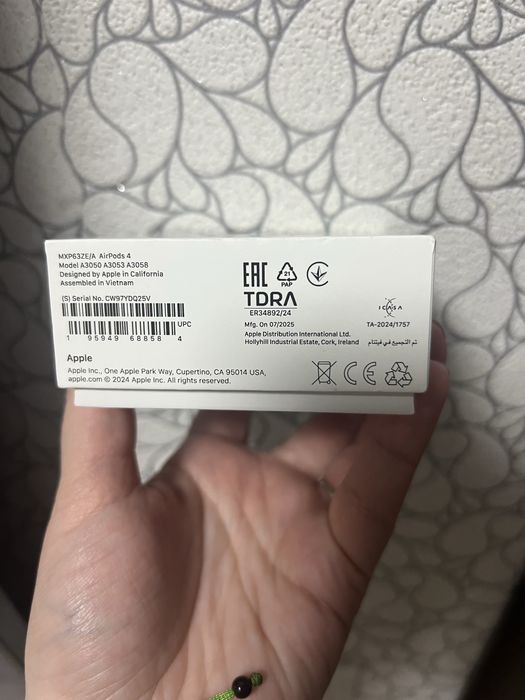 MXP63ZE/A AirPods 4
Model A3050 A3053 A3058
Designed by Apple in California
Assembled in Vietnam
(S) Serial No. CW97YDQ25V
UPC
1 95949 68858 4
Apple
Apple Inc., One Apple Park Way, Cupertino, CA 95014 USA.
apple.com © 2024 Apple Inc. All rights reserved.
EAC
21
PAP
TDRA
ER34892/24
Mfg. On 07/2025
Apple Distribution International Ltd.
Hollyhill Industrial Estate, Cork, Ireland
ICASA
TA-2024/1757
تم التجميع في فيتنام
CE